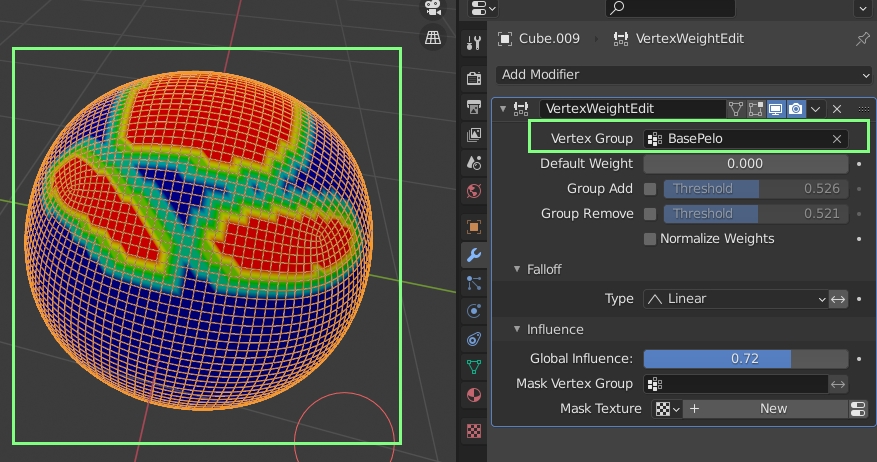 Cube.009 › VertexWeightEdit
Add Modifier
VertexWeightEdit
Vertex Group BasePelo
Default Weight 0.000
Group Add Threshold 0.526
Group Remove Threshold 0.521
Normalize Weights
Falloff
Type Linear
Influence
Global Influence: 0.72
Mask Vertex Group
Mask Texture + New